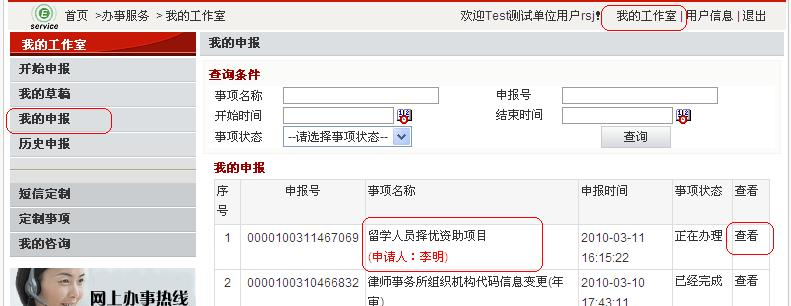 e service 首页 >办事服务 > 我的工作室 欢迎Test测试单位用户rsj! 我的工作室 | 用户信息 | 退出
我的工作室
开始申报
我的草稿
我的申报
历史申报
短信定制
定制事项
我的咨询
网上办事热线
我的申报
查询条件
事项名称 申报号
开始时间 结束时间
事项状态 --请选择事项状态-- 查询
我的申报
序号 申报号 事项名称 申报时间 事项状态 查看
1 0000100311467069 留学人员择优资助项目 2010-03-11 正在办理 查看
(申请人：李明) 16:15:22
2 0000100310466832 律师事务所组织机构代码信息变更(年 2010-03-10 已经完成 查看
审) 17:43:11